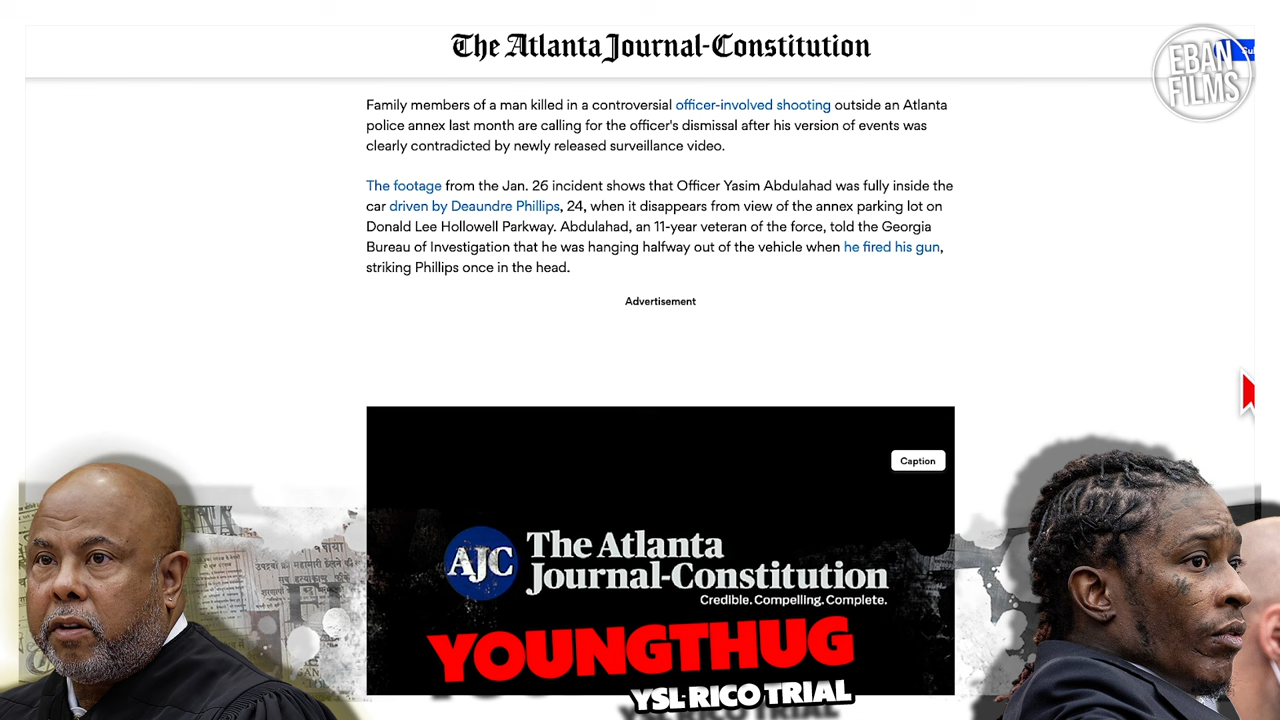 The Atlanta Journal-Constitution
EBAN
FILMS
Family members of a man killed in a controversial officer-involved shooting outside an Atlanta
police annex last month are calling for the officer's dismissal after his version of events was
clearly contradicted by newly released surveillance video.
The footage from the Jan. 26 incident shows that Officer Yasim Abdulahad was fully inside the
car driven by Deaundre Phillips, 24, when it disappears from view of the annex parking lot on
Donald Lee Hollowell Parkway. Abdulahad, an 11-year veteran of the force, told the Georgia
Bureau of Investigation that he was hanging halfway out of the vehicle when he fired his gun,
striking Phillips once in the head.
Advertisement
Caption
AJC
The Atlanta
Journal-Constitution
Credible. Compelling. Complete.
YOUNGTHUG
YSL RICO TRIAL